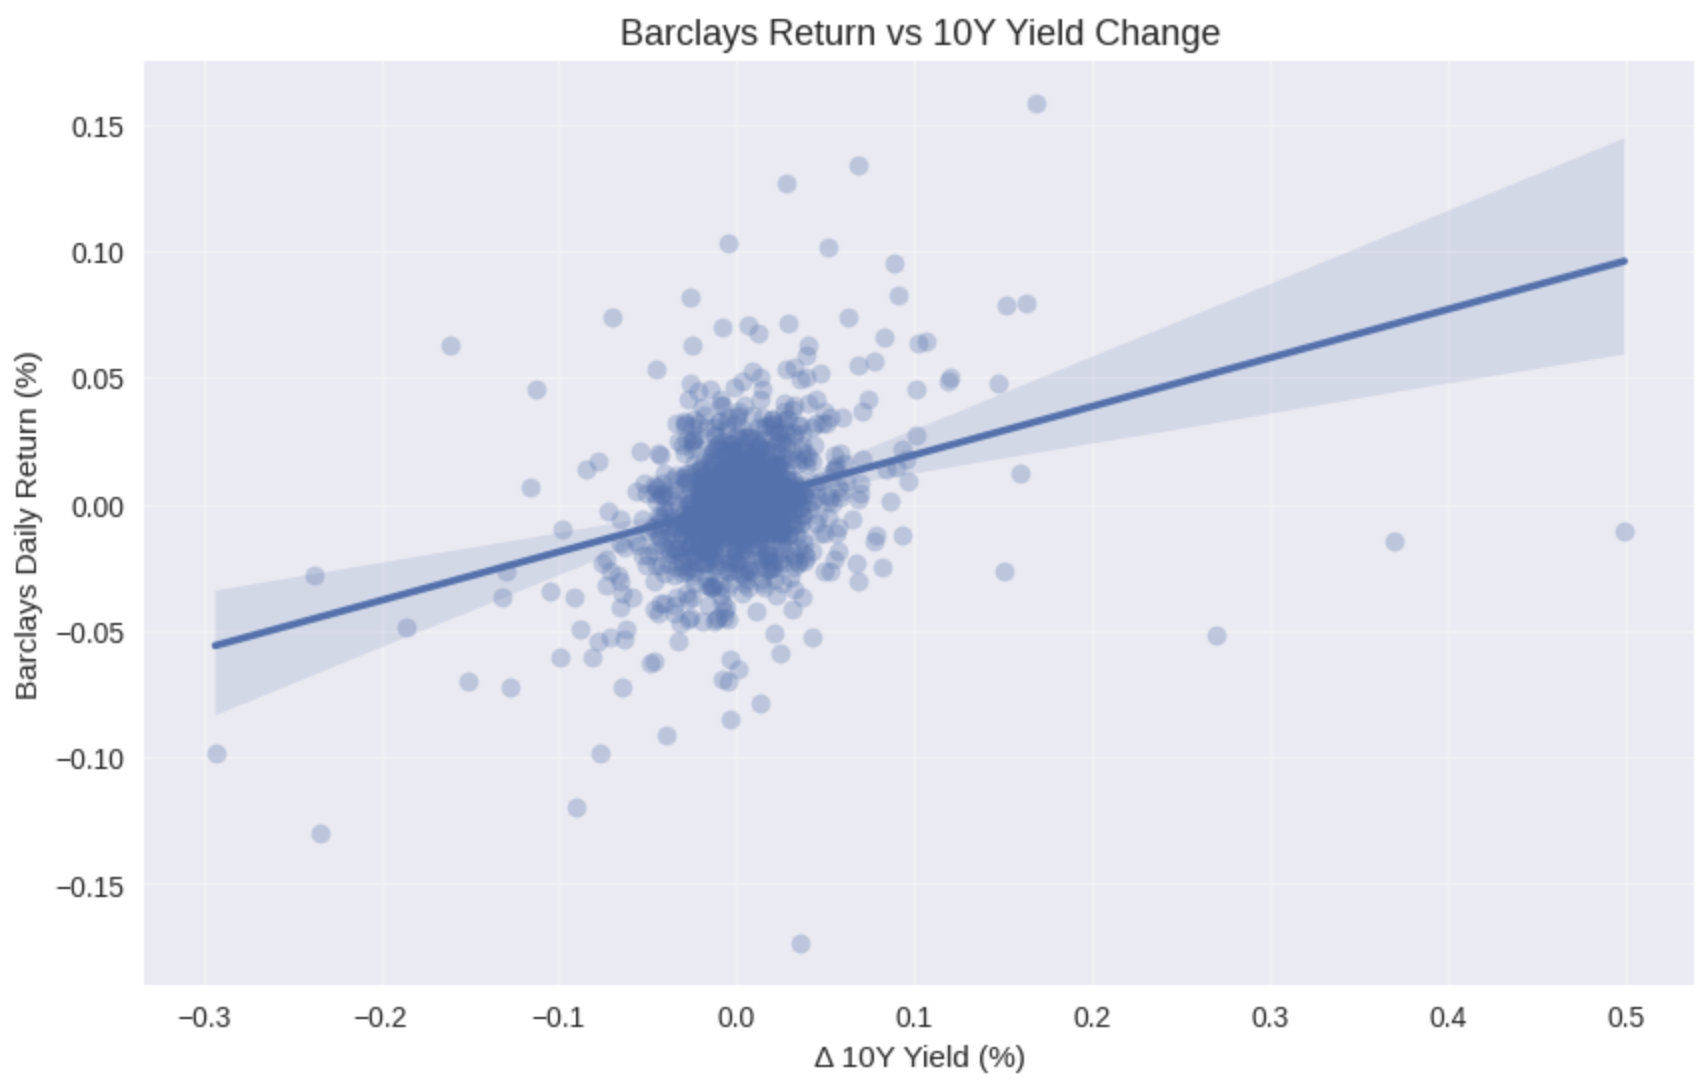 Barclays Return vs 10Y Yield Change
Barclays Daily Return (%)
0.15
0.10
0.05
0.00
−0.05
−0.10
−0.15
−0.3 −0.2 −0.1 0.0 0.1 0.2 0.3 0.4 0.5
Δ 10Y Yield (%)